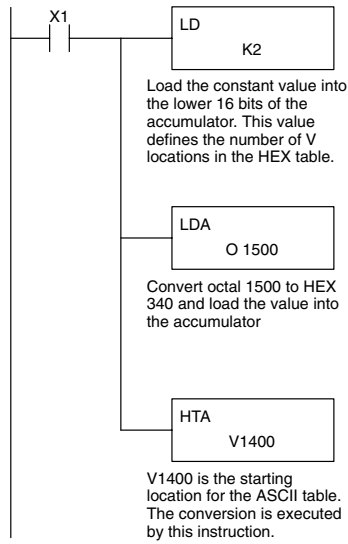 X1
LD
K2
Load the constant value into
the lower 16 bits of the
accumulator. This value
defines the number of V
locations in the HEX table.
LDA
O 1500
Convert octal 1500 to HEX
340 and load the value into
the accumulator
HTA
V1400
V1400 is the starting
location for the ASCII table.
The conversion is executed
by this instruction.